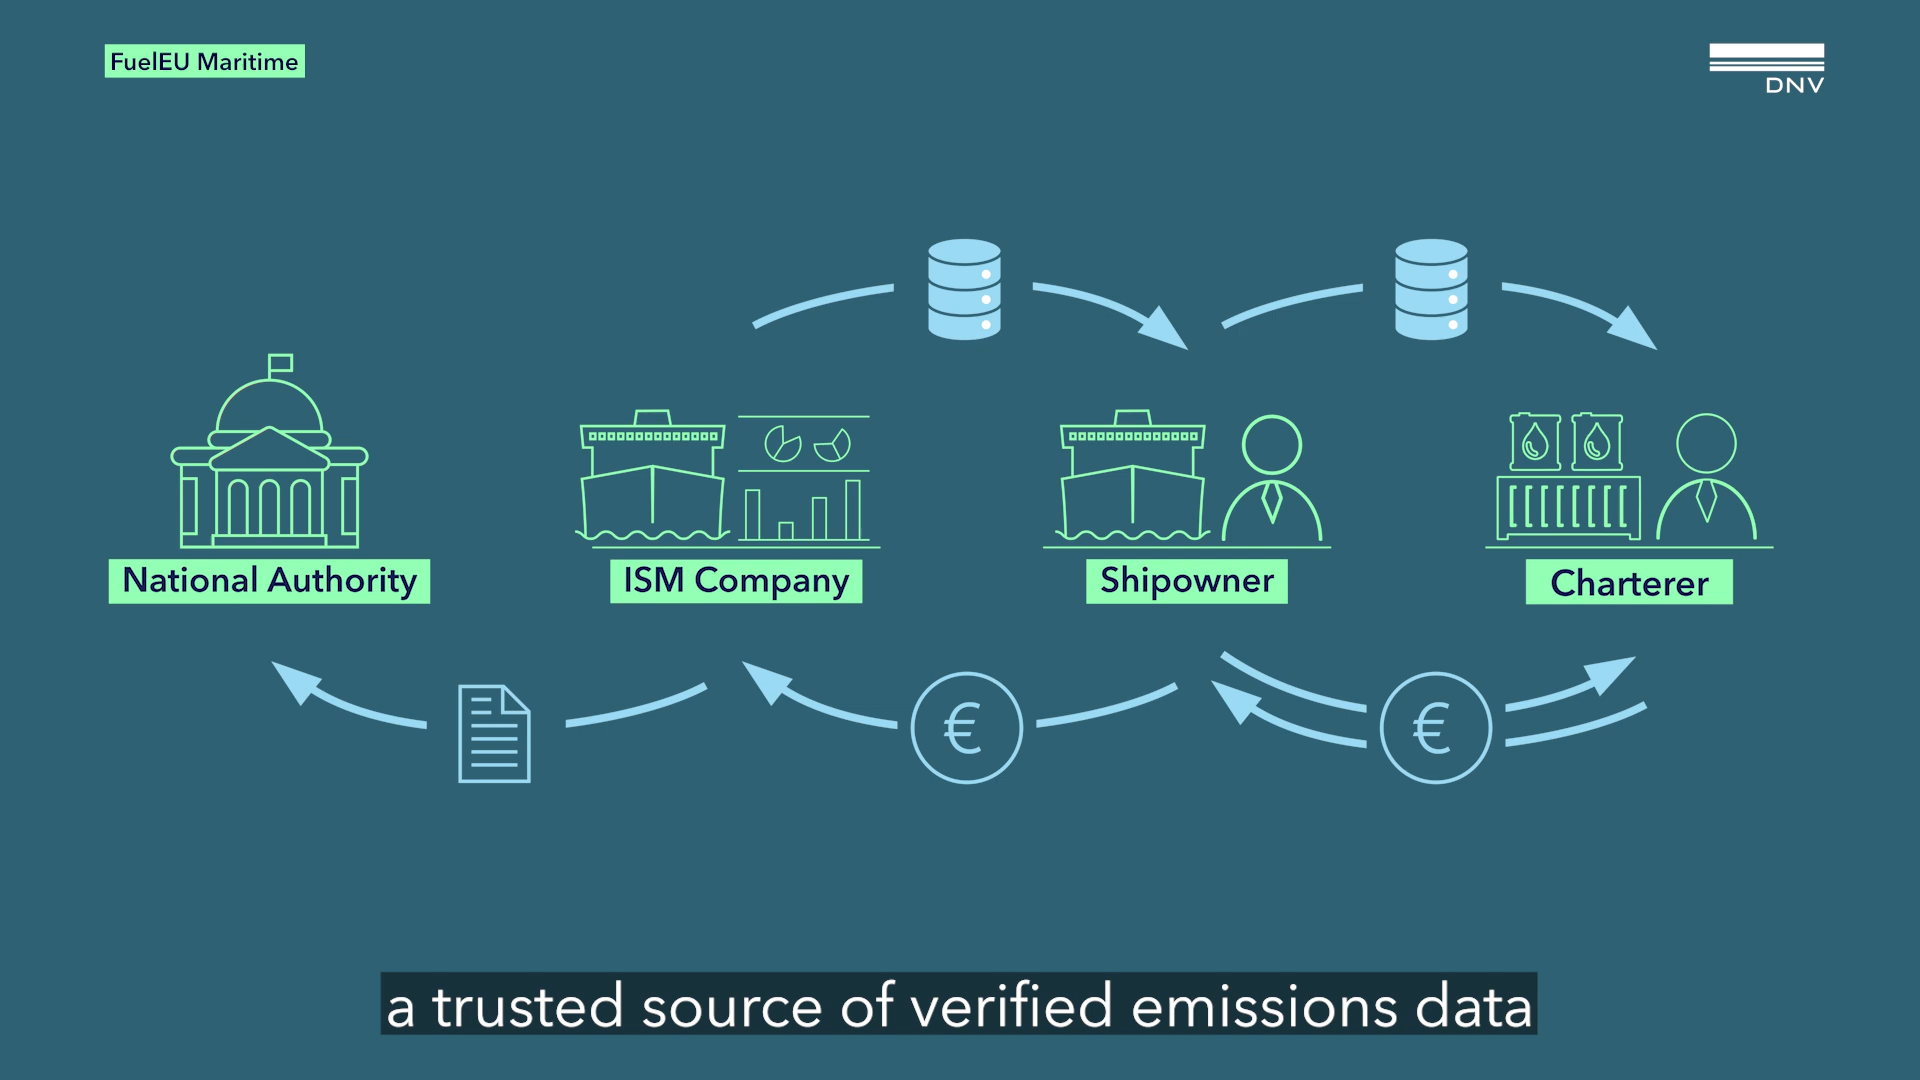 FuelEU Maritime
DNV
National Authority
ISM Company
Shipowner
Charterer
€
€
a trusted source of verified emissions data